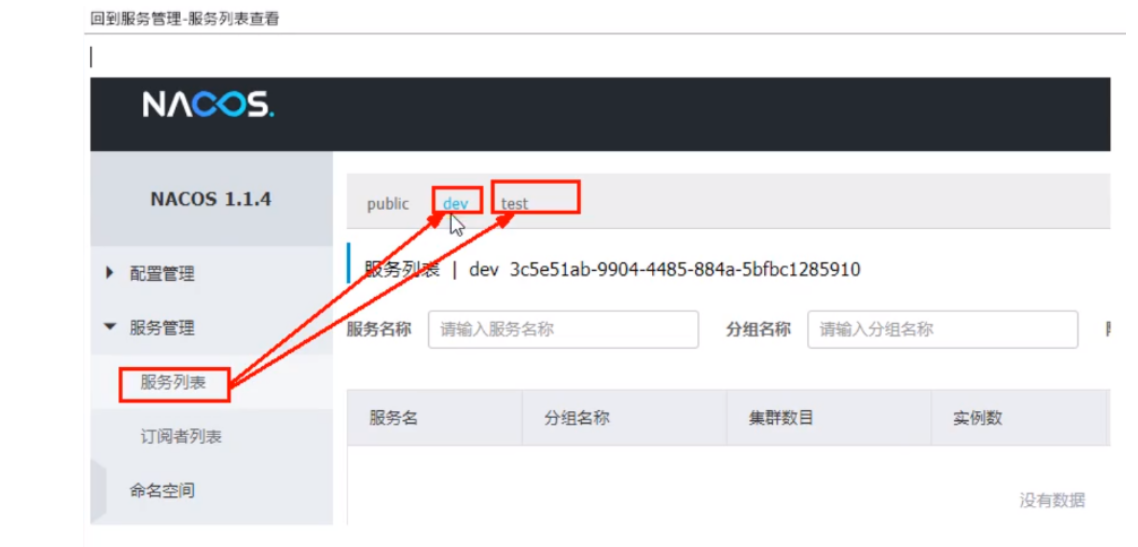 回到服务管理-服务列表查看
NACOS.
NACOS 1.1.4
public dev test
配置管理
服务列表 | dev 3c5e51ab-9904-4485-884a-5bfbc1285910
服务管理
服务名称 请输入服务名称 分组名称 请输入分组名称
服务列表
服务名 分组名称 集群数目 实例数
订阅者列表
命名空间
没有数据